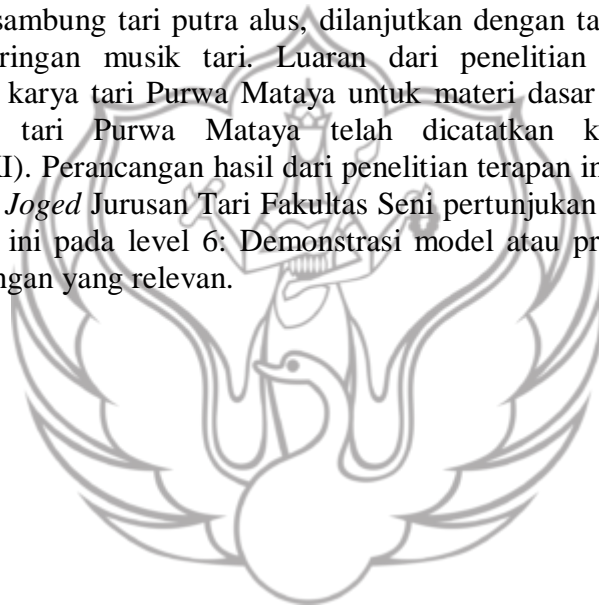 sambung tari putra alus, dilanjutkan dengan ta
ringan musik tari. Luaran dari penelitian
karya tari Purwa Mataya untuk materi dasar
tari Purwa Mataya telah dicatatkan k
II). Perancangan hasil dari penelitian terapan in
Joged Jurusan Tari Fakultas Seni pertunjukan
ini pada level 6: Demonstrasi model atau pr
ngan yang relevan.